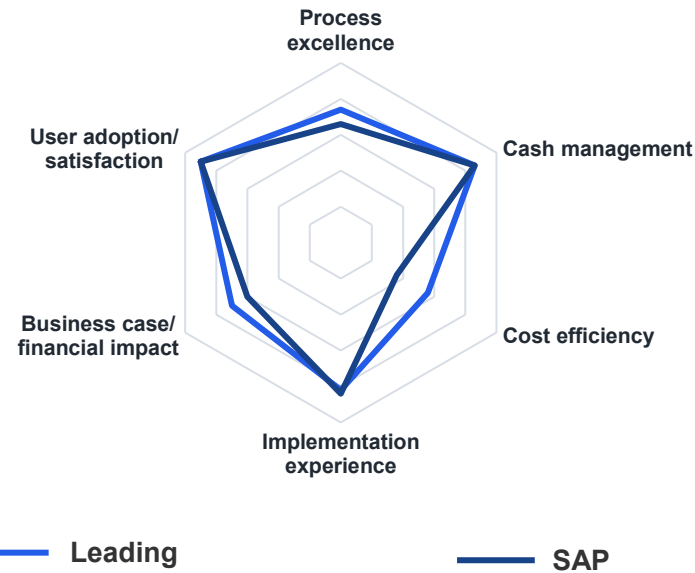 Process
excellence
User adoption/
satisfaction
Cash management
Business case/
financial impact
Cost efficiency
Implementation
experience
Leading
SAP